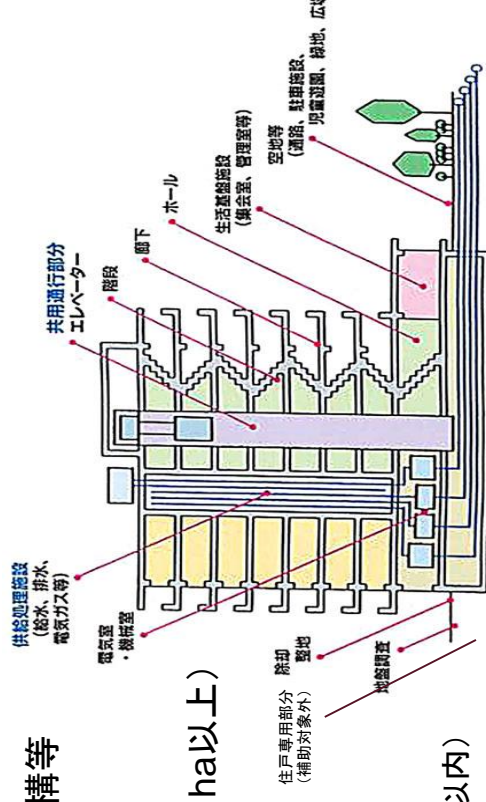 構等
ha以上）
以内）
供給処理施設
（給水、排水、
電気ガス等）
電気室
・機械室
住戸専用部分
（補助対象外）
除却
整地
地盤調査
共用通行部分
エレベーター
階段
廊下
ホール
生活基盤施設
（集会室、管理室等）
空地等
（通路、駐車施設、
児童遊園、緑地、広場